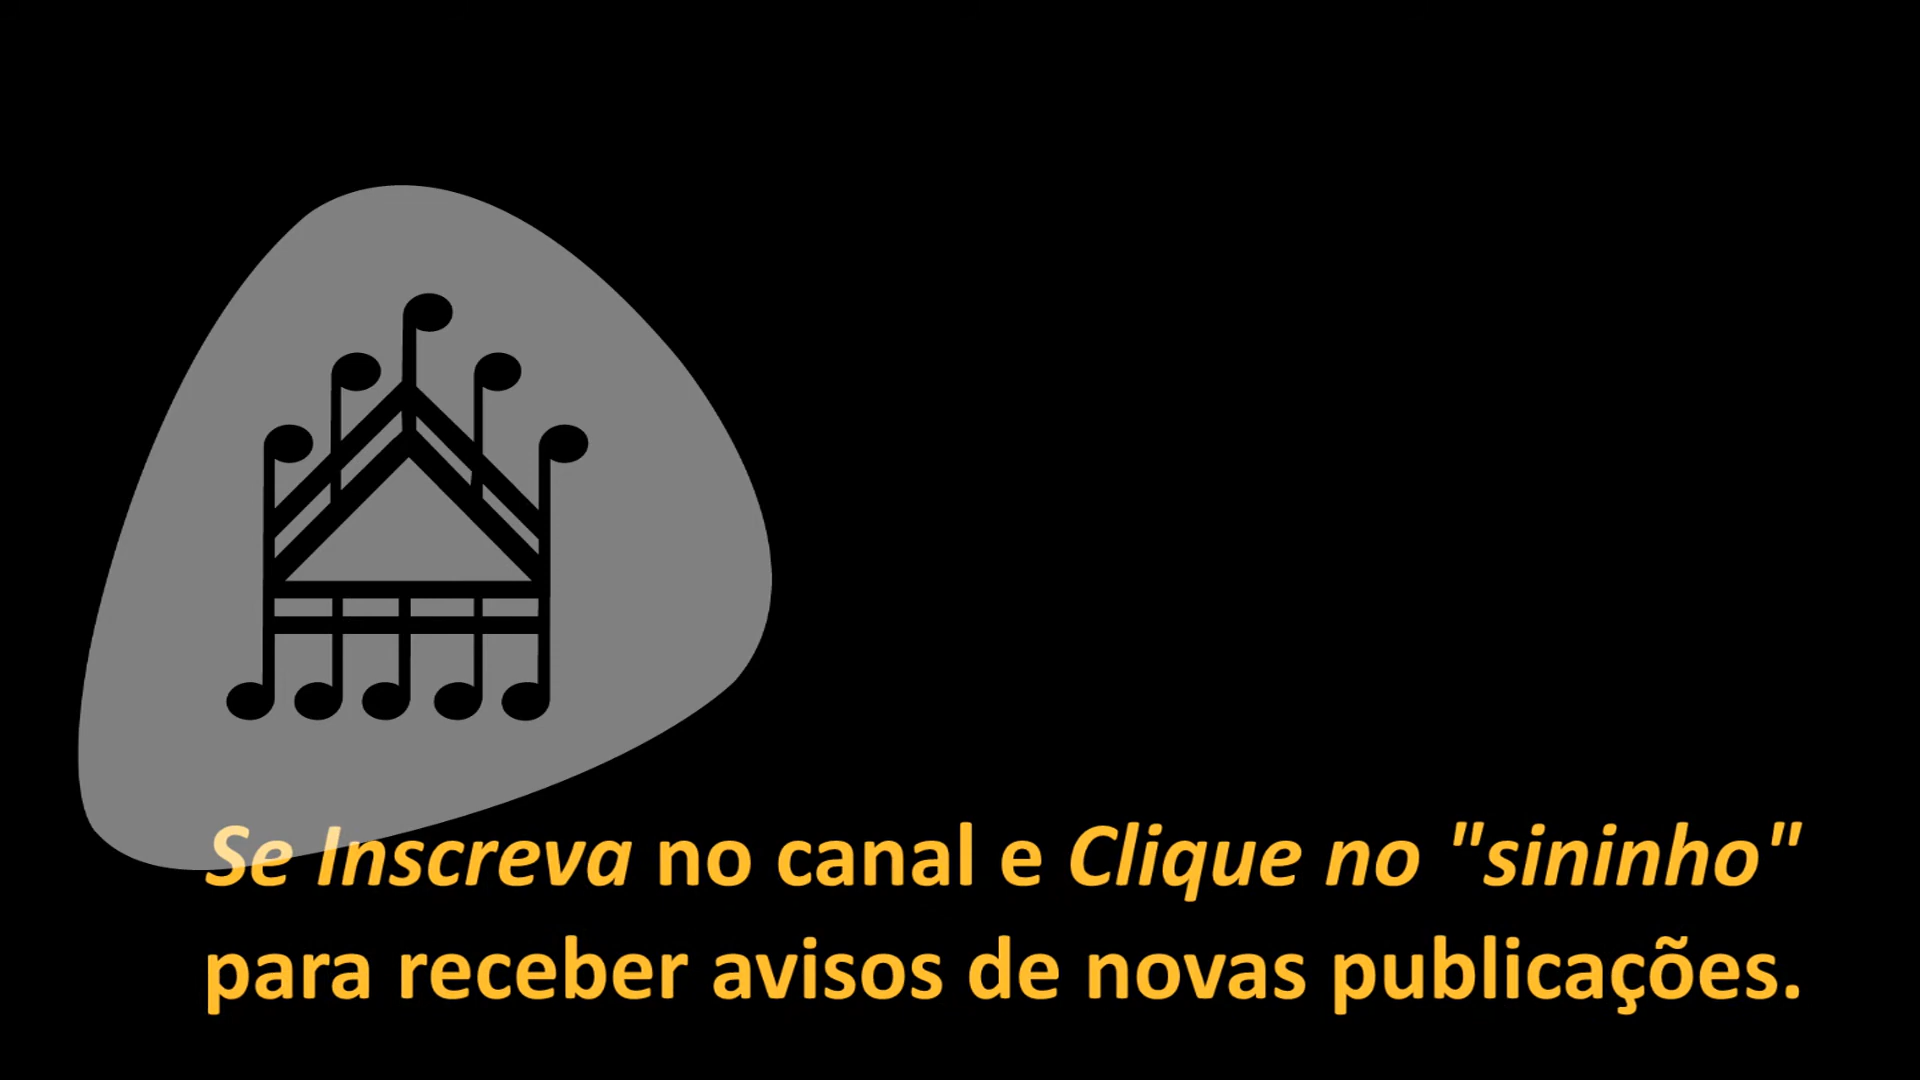 Se Inscreva no canal e Clique no "sininho"
para receber avisos de novas publicações.